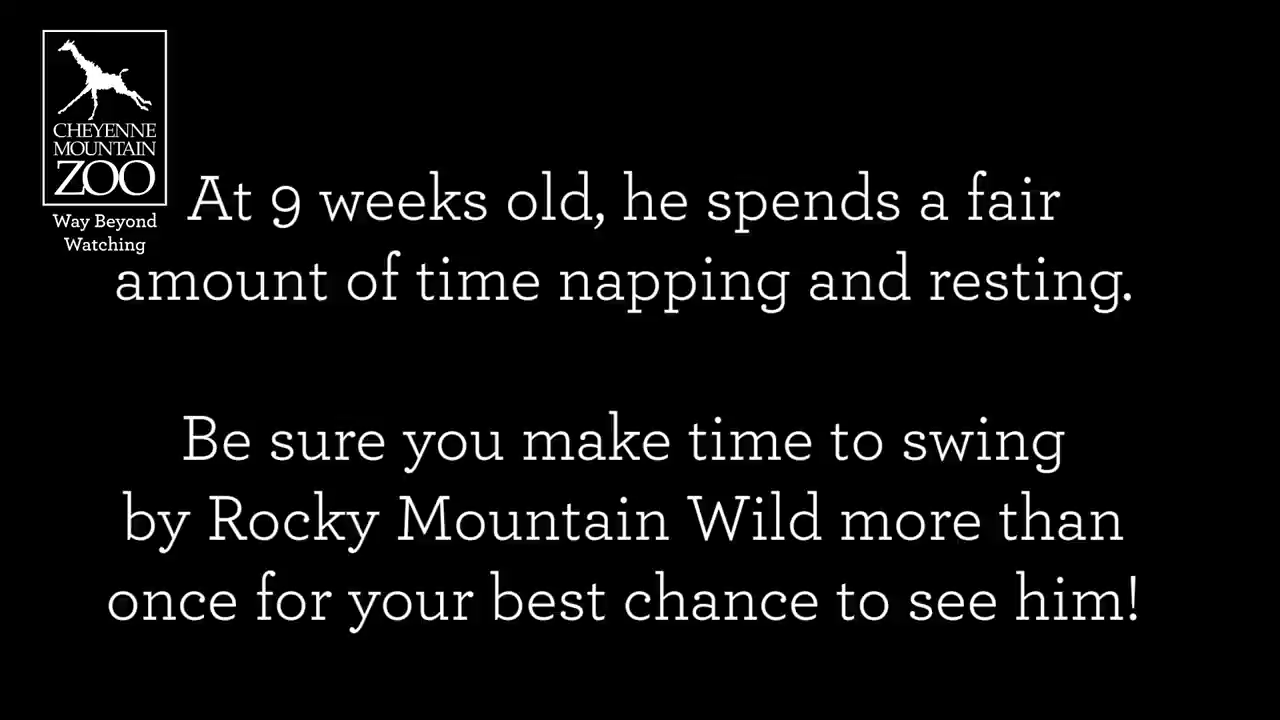 CHEYENNE
MOUNTAIN
ZOO
Way Beyond
Watching
At 9 weeks old, he spends a fair
amount of time napping and resting.
Be sure you make time to swing
by Rocky Mountain Wild more than
once for your best chance to see him!